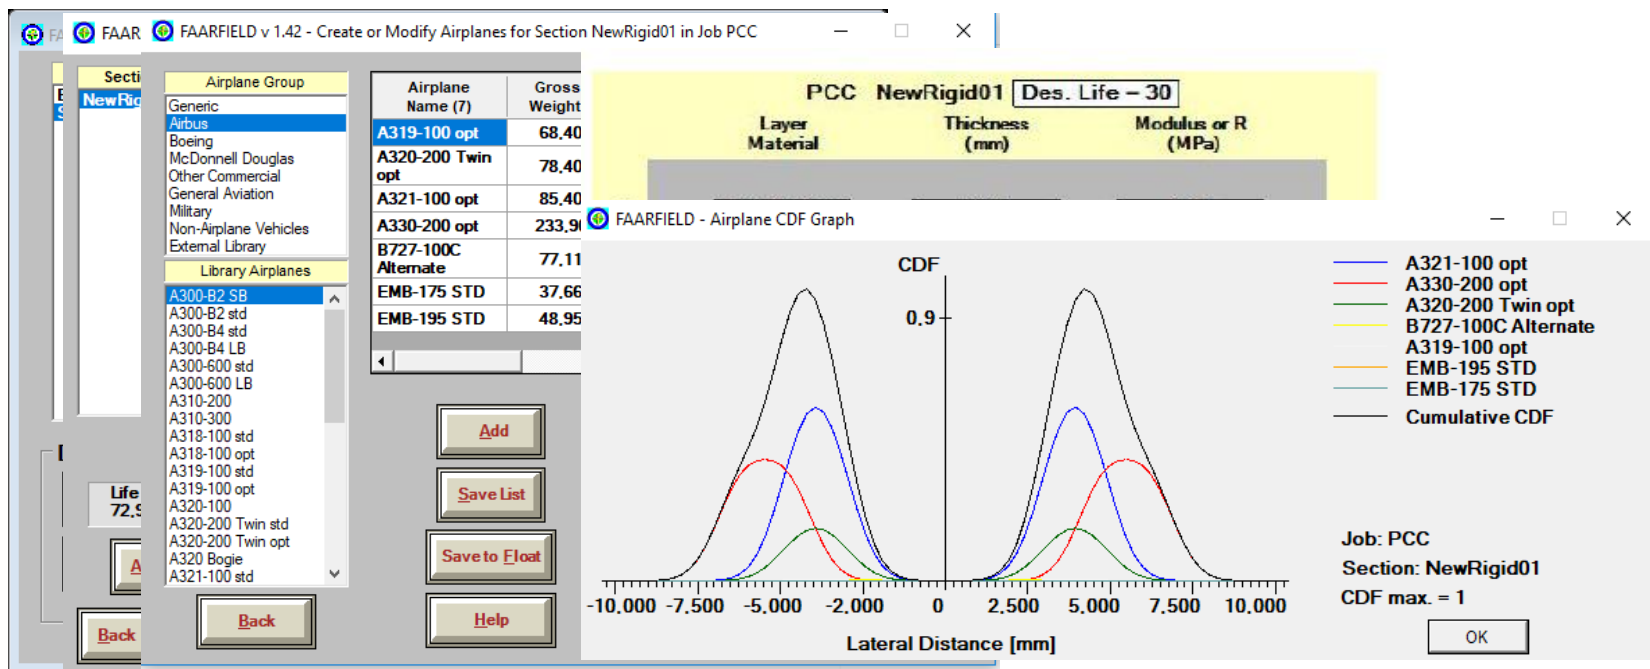 FA
FAAR
FAARFIELD v 1.42 - Create or Modify Airplanes for Section NewRigid01 in Job PCC
Secti
NewRig
Life
72,9
A
Back
Airplane Group
Generic
Airbus
Boeing
McDonnell Douglas
Other Commercial
General Aviation
Military
Non-Airplane Vehicles
External Library
Library Airplanes
A300-B2 SB
A300-B2 std
A300-B4 std
A300-B4 LB
A300-600 std
A300-600 LB
A310-200
A310-300
A318-100 std
A318-100 opt
A319-100 std
A319-100 opt
A320-100
A320-200 Twin std
A320-200 Twin opt
A320 Bogie
A321-100 std
Back
Airplane Gross
Name (7) Weight
A319-100 opt 68,40
A320-200 Twin
opt 78,40
A321-100 opt 85,40
A330-200 opt 233,90
B727-100C
Alternate 77,11
EMB-175 STD 37,66
EMB-195 STD 48,95
Add
Save List
Save to Float
Help
PCC NewRigid01 Des. Life – 30
Layer Thickness Modulus or R
Material (mm) (MPa)
FAARFIELD - Airplane CDF Graph
CDF
0.9
-10,000 -7,500 -5,000 -2,000 0 2,500 5,000 7,500 10,000
Lateral Distance [mm]
A321-100 opt
A330-200 opt
A320-200 Twin opt
B727-100C Alternate
A319-100 opt
EMB-195 STD
EMB-175 STD
Cumulative CDF
Job: PCC
Section: NewRigid01
CDF max. = 1
OK